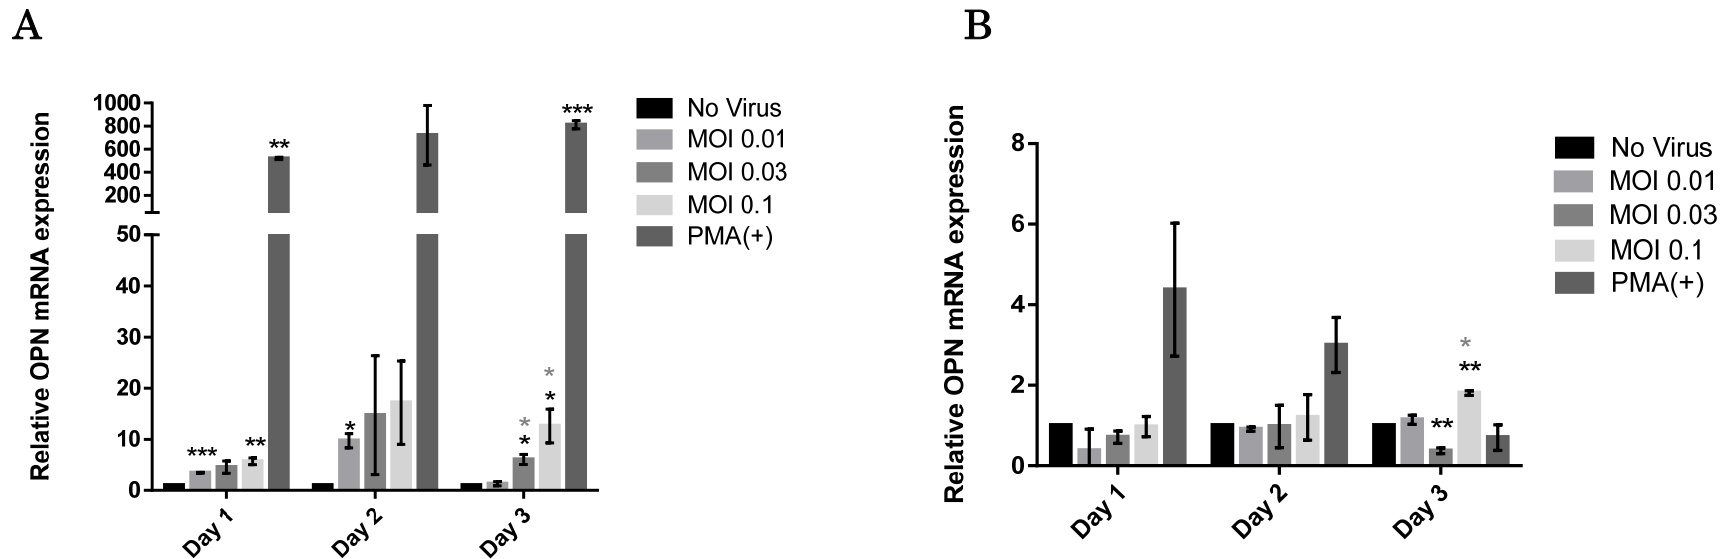 A
Relative OPN mRNA expression
1000
800
600
400
200
50
40
30
20
10
0
**
***
***
**
*
*
*
*
*
Day 1
Day 2
Day 3
No Virus
MOI 0.01
MOI 0.03
MOI 0.1
PMA(+)
B
Relative OPN mRNA expression
8
6
4
2
0
*
**
**
Day 1
Day 2
Day 3
No Virus
MOI 0.01
MOI 0.03
MOI 0.1
PMA(+)